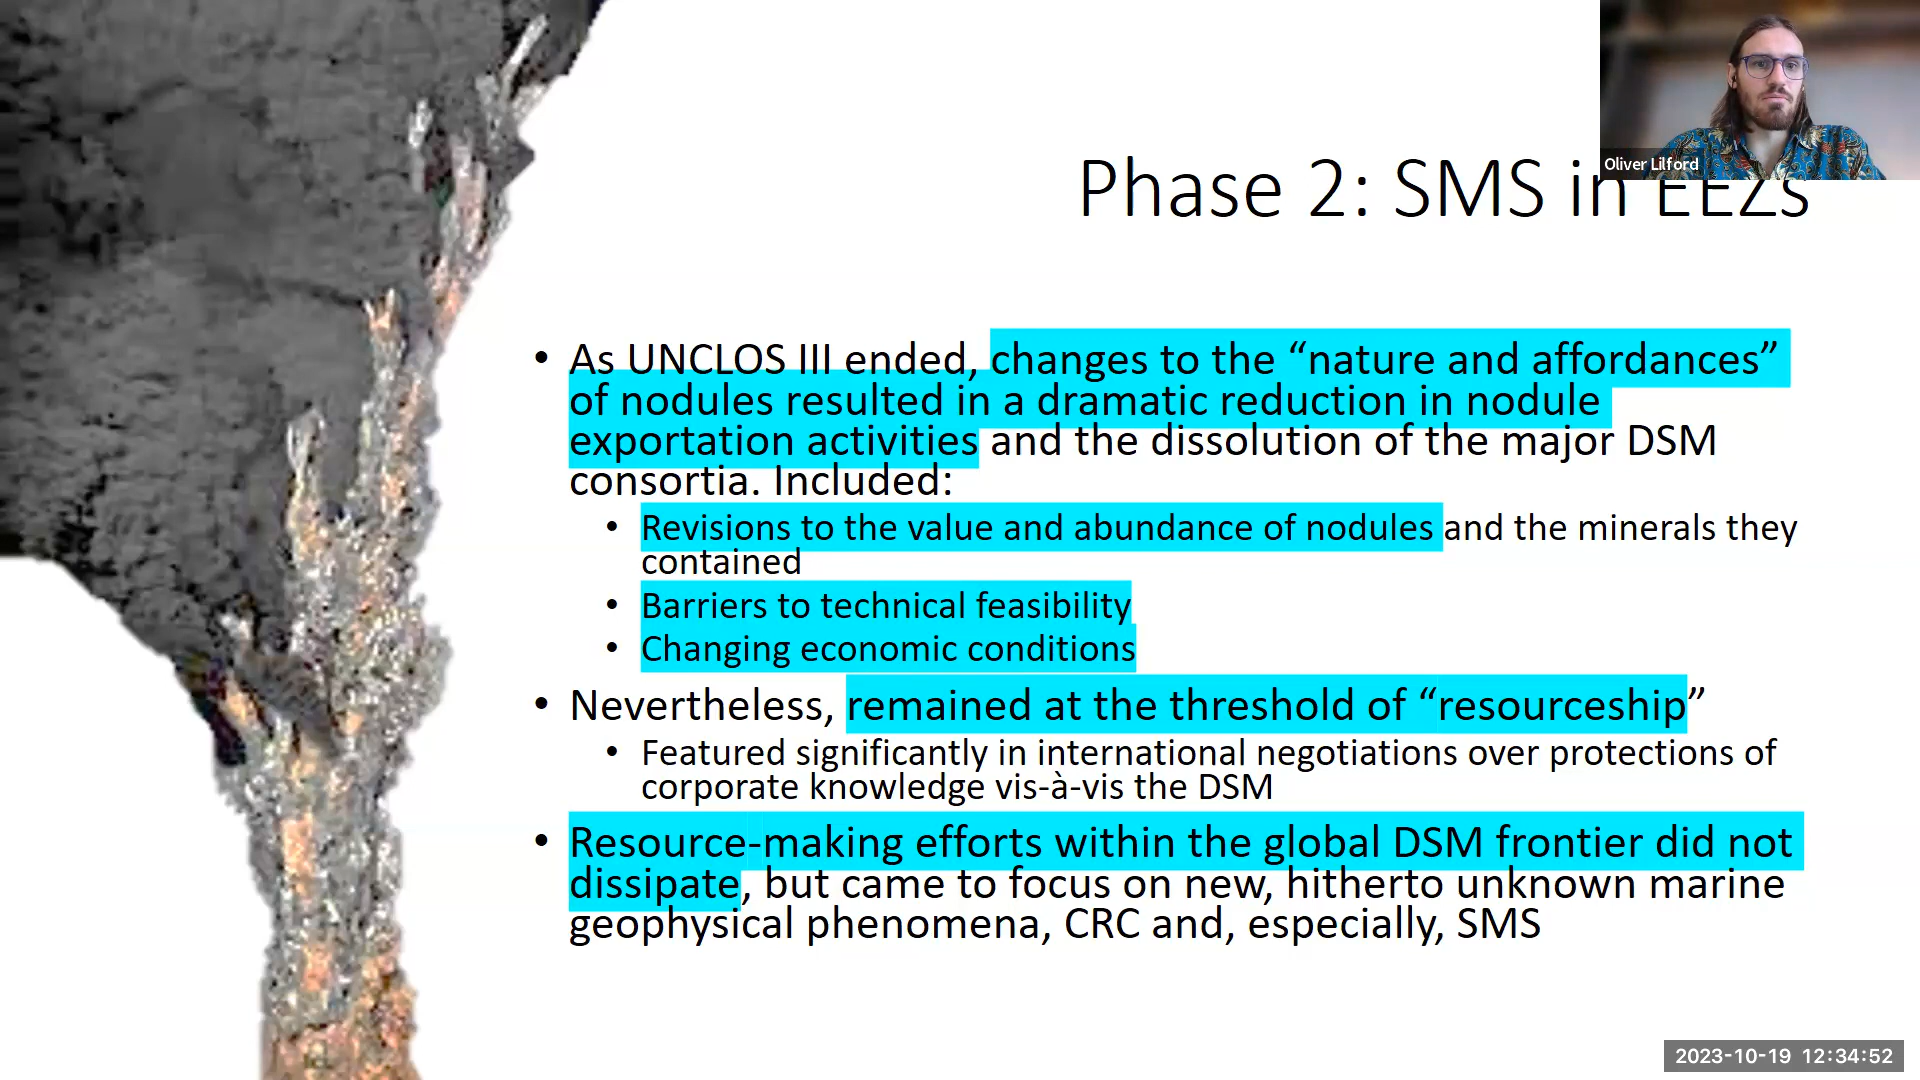 Oliver Lilford
Phase 2: SMS in EEZs
• As UNCLOS III ended, changes to the “nature and affordances”
of nodules resulted in a dramatic reduction in nodule
exportation activities and the dissolution of the major DSM
consortia. Included:
• Revisions to the value and abundance of nodules and the minerals they
contained
• Barriers to technical feasibility
• Changing economic conditions
• Nevertheless, remained at the threshold of “resourceship”
• Featured significantly in international negotiations over protections of
corporate knowledge vis-à-vis the DSM
• Resource-making efforts within the global DSM frontier did not
dissipate, but came to focus on new, hitherto unknown marine
geophysical phenomena, CRC and, especially, SMS
2023-10-19 12:34:52